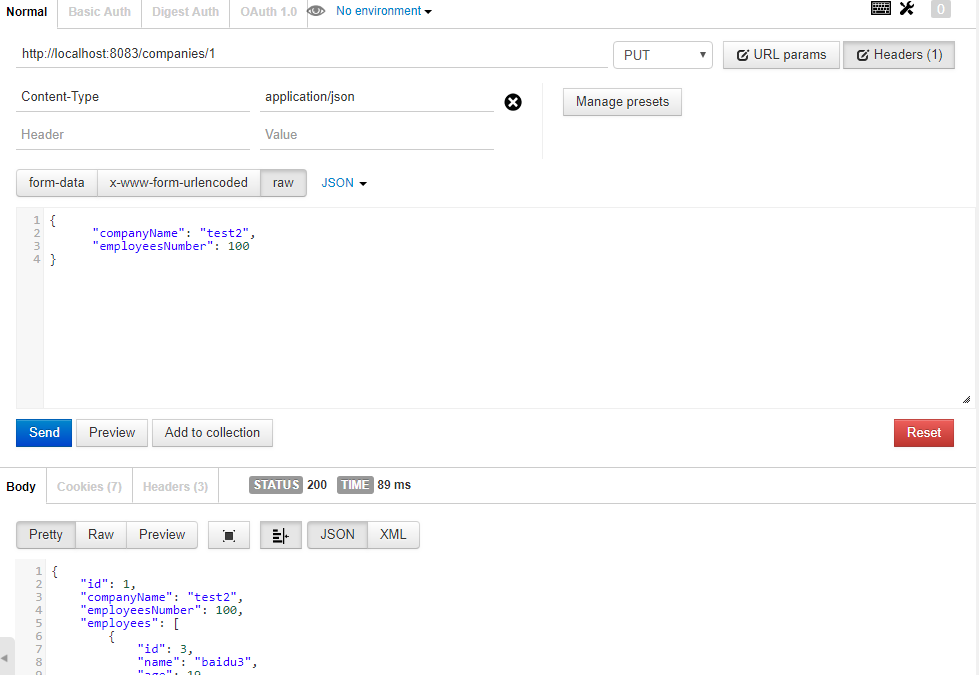 Normal Basic Auth Digest Auth OAuth 1.0 No environment 0
http://localhost:8083/companies/1 PUT URL params Headers (1)
Content-Type application/json Manage presets
Header Value
form-data x-www-form-urlencoded raw JSON
1 {
2 "companyName": "test2",
3 "employeesNumber": 100
4 }
Send Preview Add to collection Reset
Body Cookies (7) Headers (3) STATUS 200 TIME 89 ms
Pretty Raw Preview JSON XML
1 {
2 "id": 1,
3 "companyName": "test2",
4 "employeesNumber": 100,
5 "employees": [
6 {
7 "id": 3,
8 "name": "baidu3",
9 "age": 19